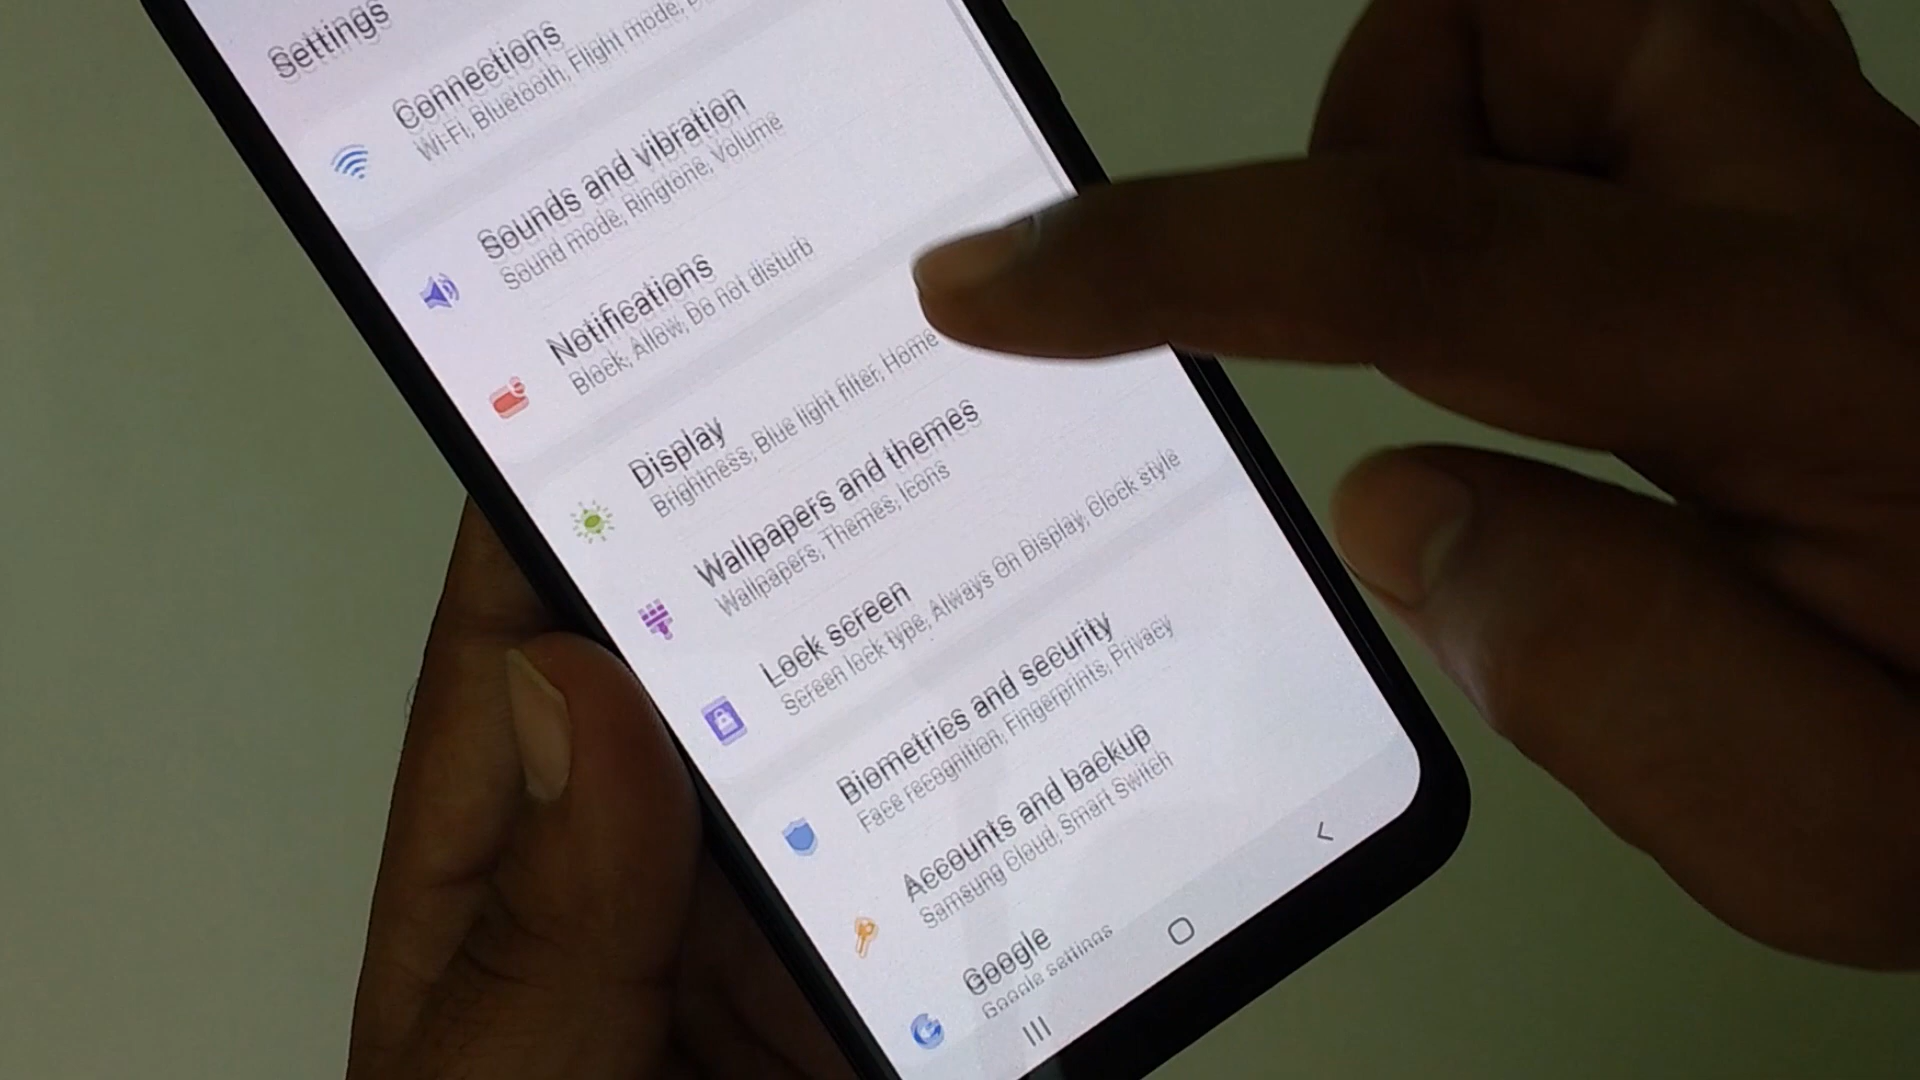 Settings
Connections
Wi-Fi, Bluetooth, Flight mode,
Sounds and vibration
Sound mode, Ringtone, Volume
Notifications
Block, Allow, Do not disturb
Display
Brightness, Blue light filter, Home
Wallpapers and themes
Wallpapers, Themes, Icons
Lock screen
Screen lock type, Always On Display, Clock style
Biometrics and security
Face recognition, Fingerprints, Privacy
Accounts and backup
Samsung Cloud, Smart Switch
Google
Google settings